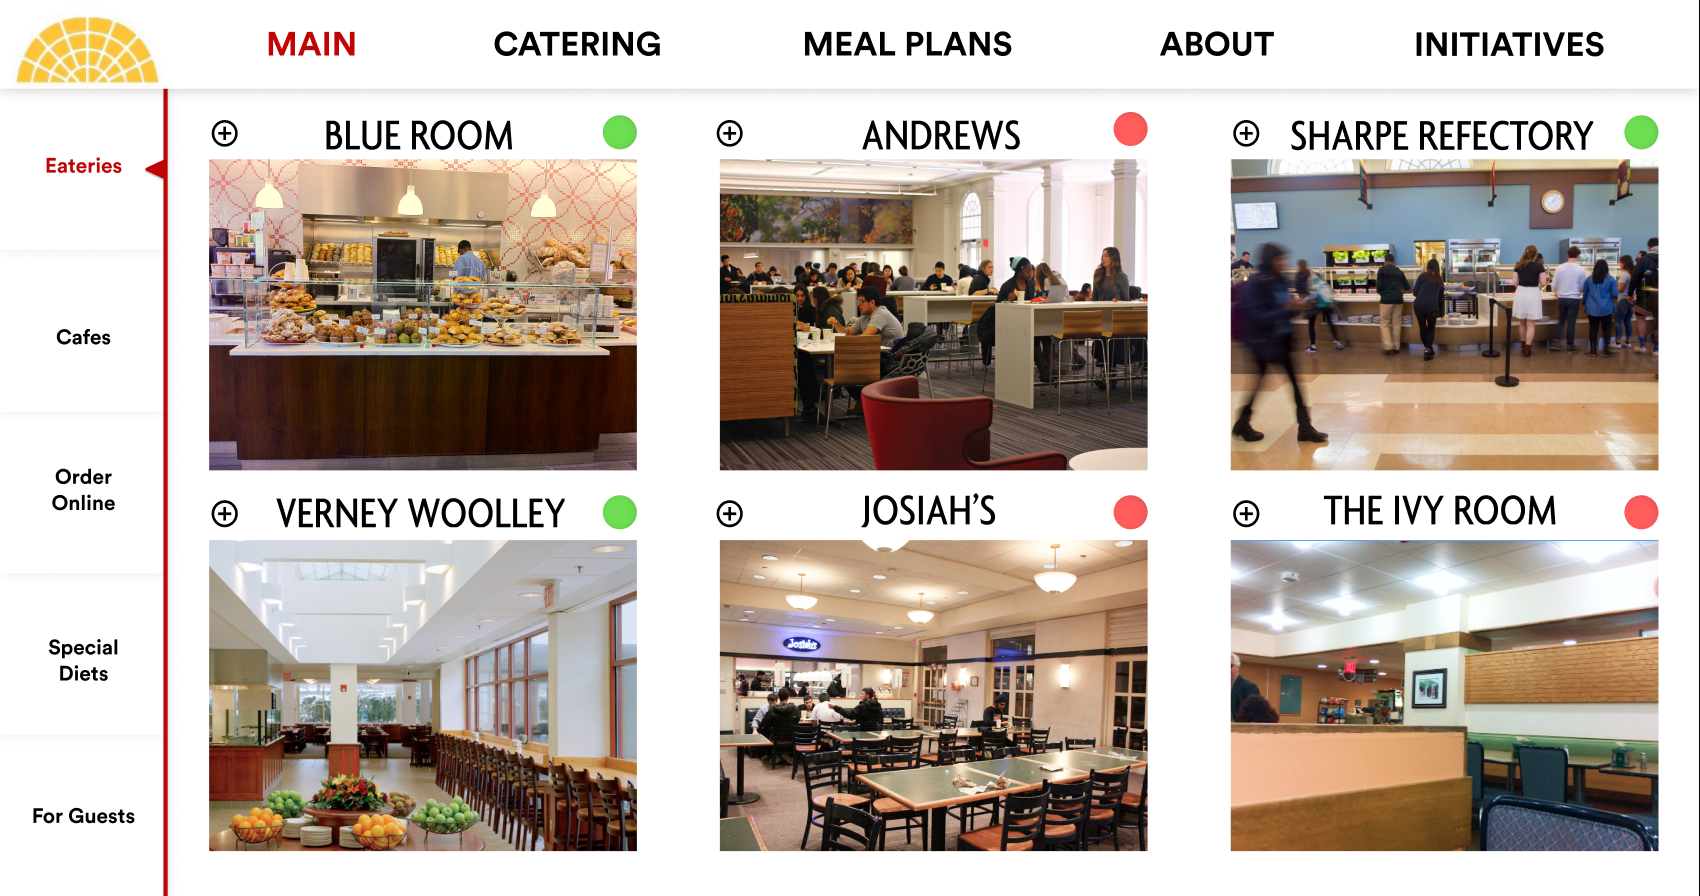 MAIN
CATERING
MEAL PLANS
ABOUT
INITIATIVES
Eateries
Cafes
Order
Online
Special
Diets
For Guests
BLUE ROOM
ANDREWS
SHARPE REFECTORY
VERNEY WOOLLEY
JOSIAH'S
Josiah's
THE IVY ROOM